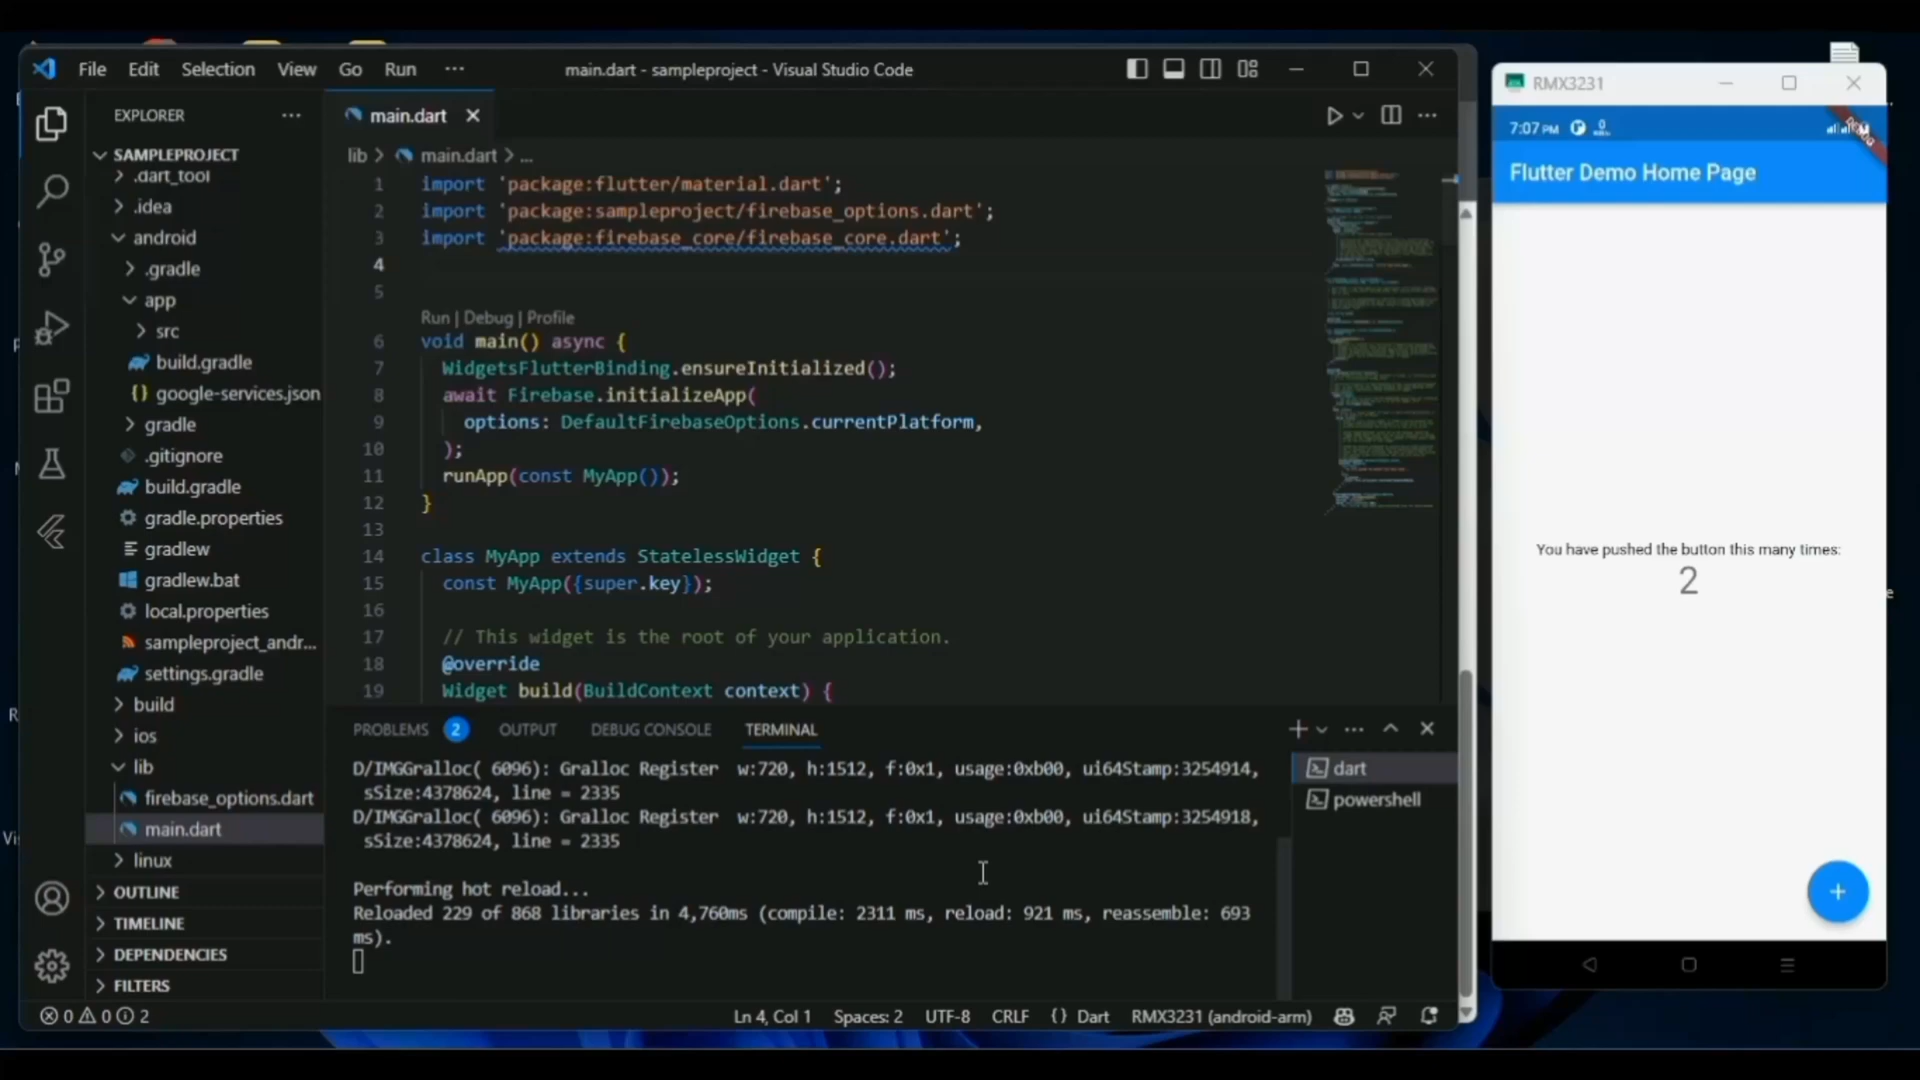 File Edit Selection View Go Run ··· main.dart - sampleproject - Visual Studio Code
EXPLORER ···
SAMPLEPROJECT
.dart_tool
.idea
android
.gradle
app
src
build.gradle
google-services.json
gradle
.gitignore
build.gradle
gradle.properties
gradlew
gradlew.bat
local.properties
sampleproject_andr...
settings.gradle
build
ios
lib
firebase_options.dart
main.dart
linux
OUTLINE
TIMELINE
DEPENDENCIES
FILTERS
main.dart
lib > main.dart > ...
1 import 'package:flutter/material.dart';
2 import 'package:sampleproject/firebase_options.dart';
3 import 'package:firebase_core/firebase_core.dart';
4
5
Run | Debug | Profile
6 void main() async {
7 WidgetsFlutterBinding.ensureInitialized();
8 await Firebase.initializeApp(
9 options: DefaultFirebaseOptions.currentPlatform,
10 );
11 runApp(const MyApp());
12 }
13
14 class MyApp extends StatelessWidget {
15 const MyApp({super.key});
16
17 // This widget is the root of your application.
18 @override
19 Widget build(BuildContext context) {
PROBLEMS 2 OUTPUT DEBUG CONSOLE TERMINAL
D/IMGGralloc( 6096): Gralloc Register w:720, h:1512, f:0x1, usage:0xb00, ui64Stamp:3254914,
sSize:4378624, line = 2335
D/IMGGralloc( 6096): Gralloc Register w:720, h:1512, f:0x1, usage:0xb00, ui64Stamp:3254918,
sSize:4378624, line = 2335
Performing hot reload...
Reloaded 229 of 868 libraries in 4,760ms (compile: 2311 ms, reload: 921 ms, reassemble: 693
ms).
dart
powershell
0 0 2 Ln 4, Col 1 Spaces: 2 UTF-8 CRLF {} Dart RMX3231 (android-arm)
RMX3231
7:07 PM
Flutter Demo Home Page
You have pushed the button this many times:
2
+